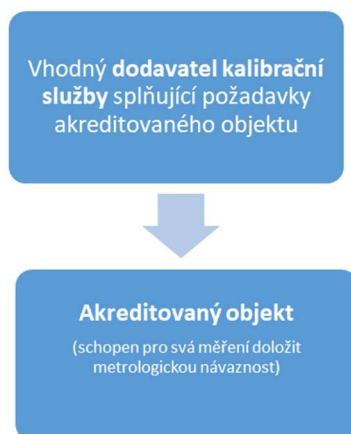 Vhodný dodavatel kalibrační
služby splňující požadavky
akreditovaného objektu
Akreditovaný objekt
(schopen pro svá měření doložit
metrologickou návaznost)